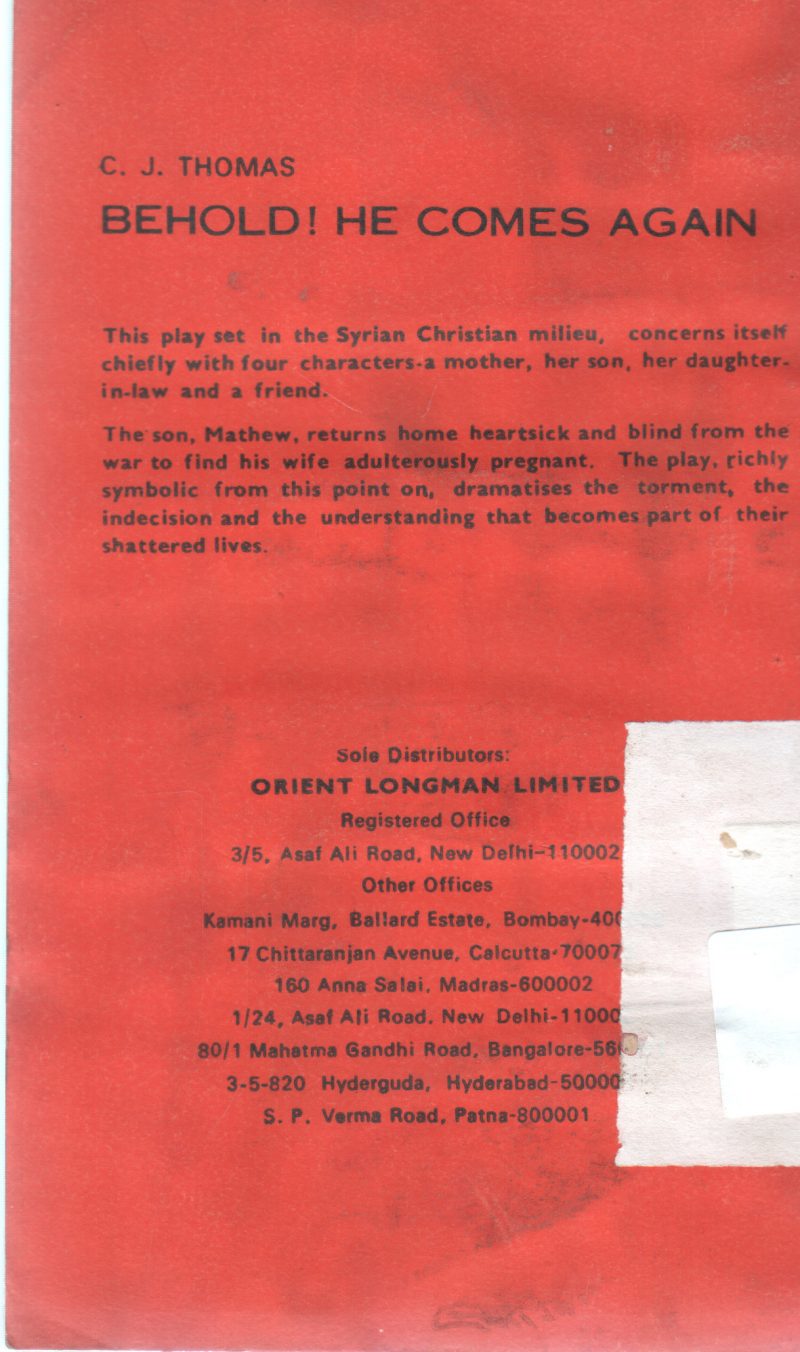 C. J. THOMAS
BEHOLD! HE COMES AGAIN
This play set in the Syrian Christian milieu, concerns itself
chiefly with four characters-a mother, her son, her daughter-
in-law and a friend.
The son, Mathew, returns home heartsick and blind from the
war to find his wife adulterously pregnant. The play, richly
symbolic from this point on, dramatises the torment, the
indecision and the understanding that becomes part of their
shattered lives.
Sole Distributors:
ORIENT LONGMAN LIMITED
Registered Office
3/5, Asaf Ali Road, New Delhi-110002
Other Offices
Kamani Marg, Ballard Estate, Bombay-400
17 Chittaranjan Avenue, Calcutta-70007
160 Anna Salai, Madras-600002
1/24, Asaf Ali Road, New Delhi-11000
80/1 Mahatma Gandhi Road, Bangalore-560
3-5-820 Hyderguda, Hyderabad-50000
S. P. Verma Road, Patna-800001